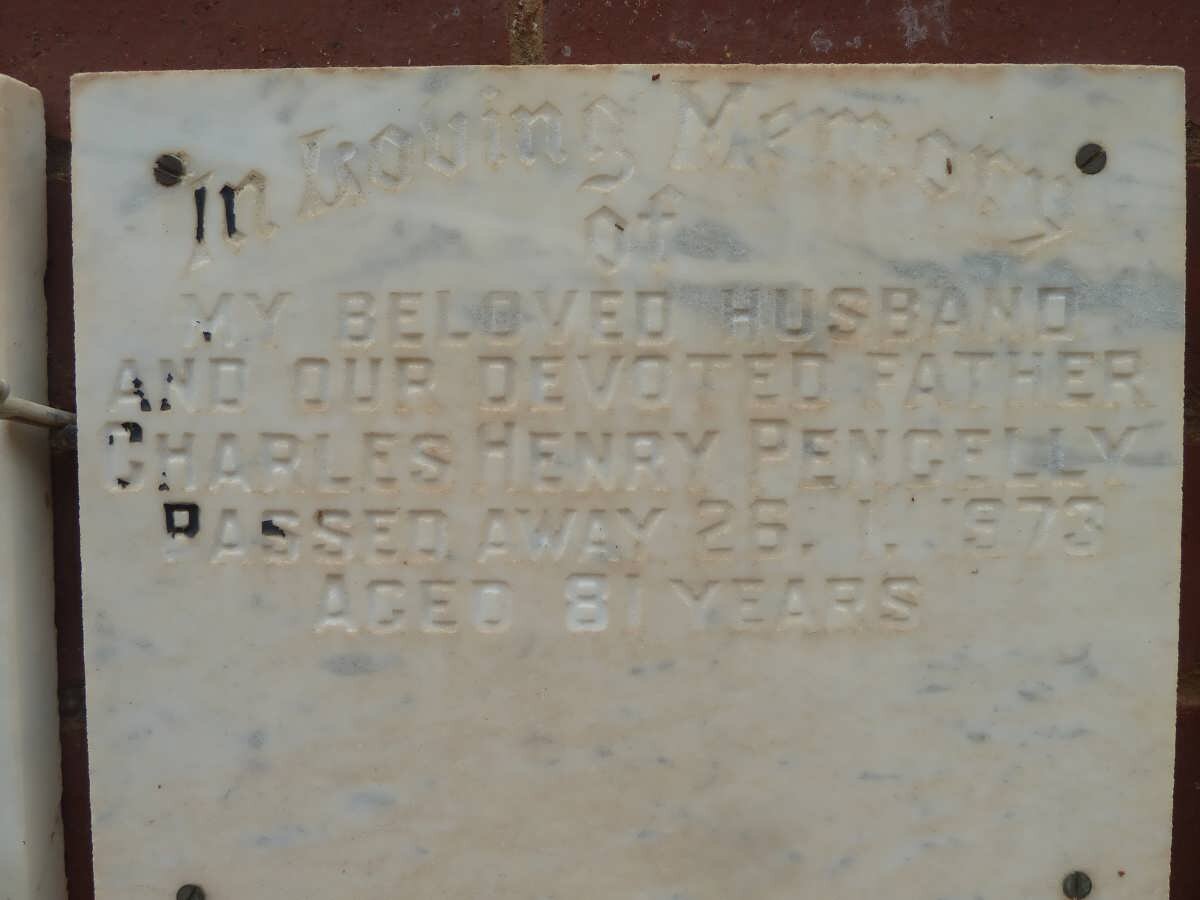 In Loving Memory
of
MY BELOVED HUSBAND
AND OUR DEVOTED FATHER
CHARLES HENRY PENGELLY
PASSED AWAY 26. 1. 1973
AGED 81 YEARS